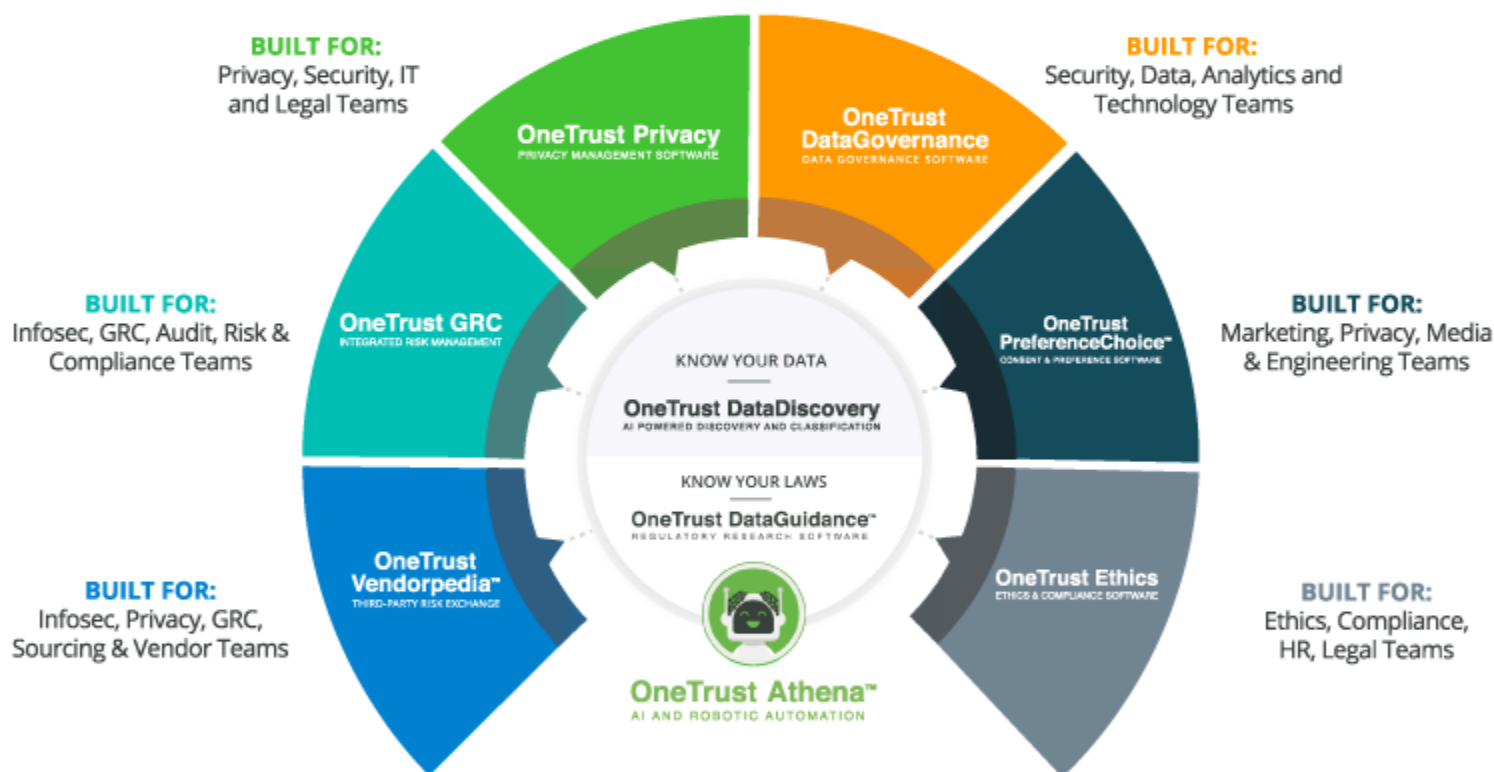 BUILT FOR:
Privacy, Security, IT
and Legal Teams
BUILT FOR:
Security, Data, Analytics and
Technology Teams
OneTrust Privacy
PRIVACY MANAGEMENT SOFTWARE
OneTrust
DataGovernance
DATA GOVERNANCE SOFTWARE
BUILT FOR:
Infosec, GRC, Audit, Risk &
Compliance Teams
OneTrust GRC
INTEGRATED RISK MANAGEMENT
OneTrust
PreferenceChoice™
CONSENT & PREFERENCE SOFTWARE
BUILT FOR:
Marketing, Privacy, Media
& Engineering Teams
KNOW YOUR DATA
OneTrust DataDiscovery
AI POWERED DISCOVERY AND CLASSIFICATION
KNOW YOUR LAWS
OneTrust DataGuidance™
REGULATORY RESEARCH SOFTWARE
BUILT FOR:
Infosec, Privacy, GRC,
Sourcing & Vendor Teams
OneTrust
Vendorpedia™
THIRD-PARTY RISK EXCHANGE
OneTrust Ethics
ETHICS & COMPLIANCE SOFTWARE
BUILT FOR:
Ethics, Compliance,
HR, Legal Teams
OneTrust Athena™
AI AND ROBOTIC AUTOMATION